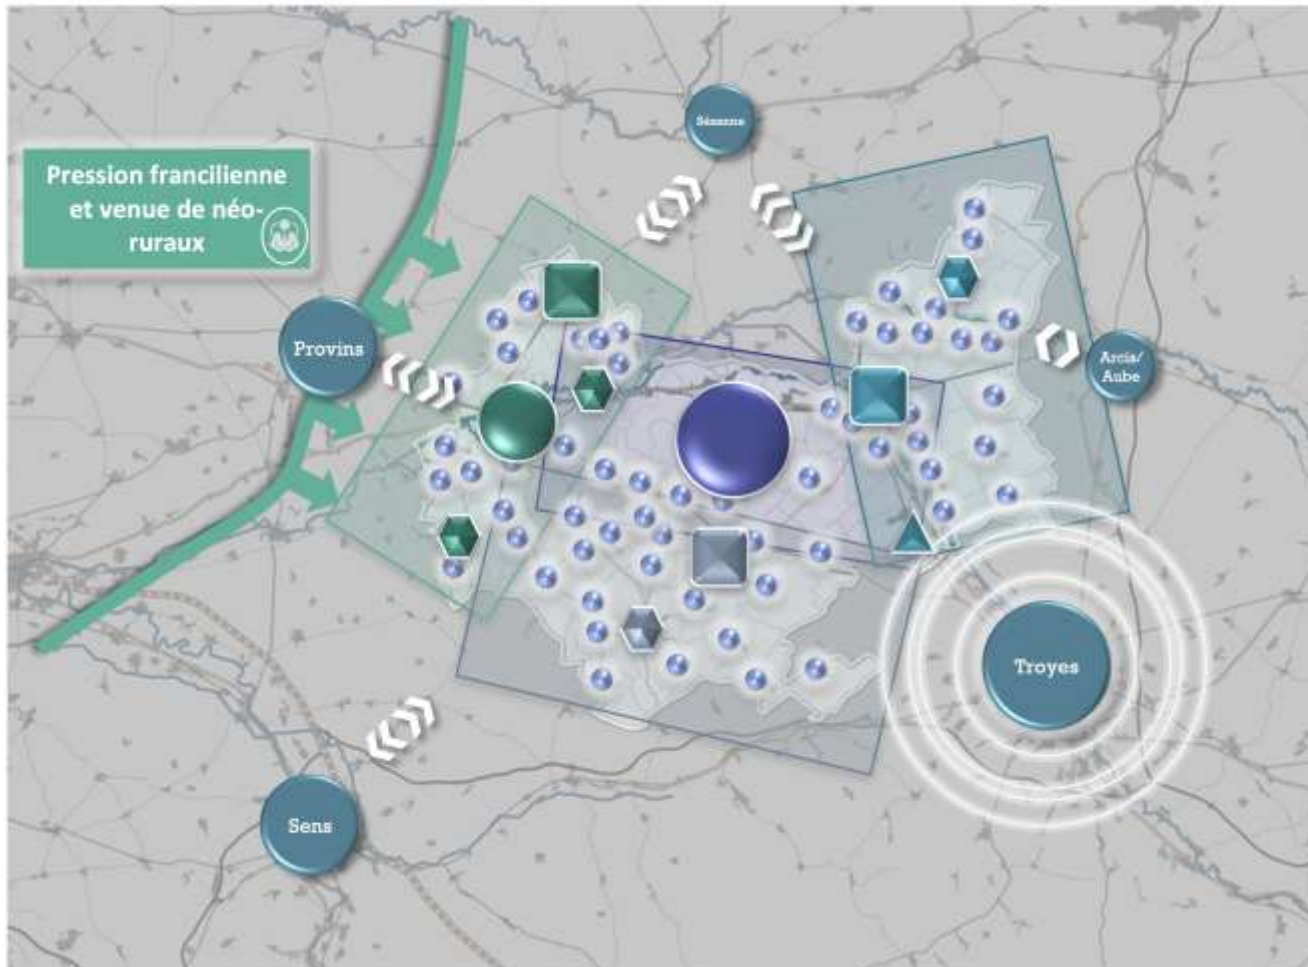 Sézanne
Pression francilienne
et venue de néo-
ruraux
Provins
Arcis/
Aube
Troyes
Sens